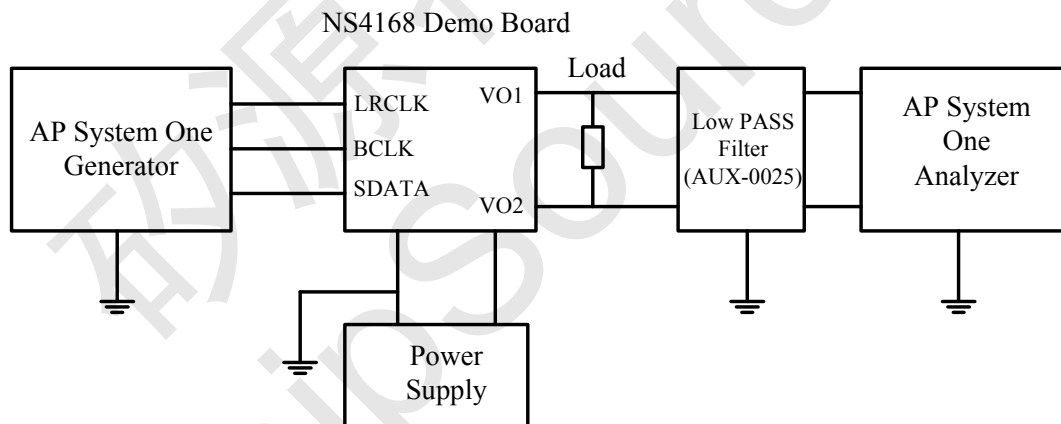 NS4168 Demo Board
AP System One
Generator
LRCLK
BCLK
SDATA
VO1
VO2
Load
Low PASS
Filter
(AUX-0025)
AP System
One
Analyzer
Power
Supply